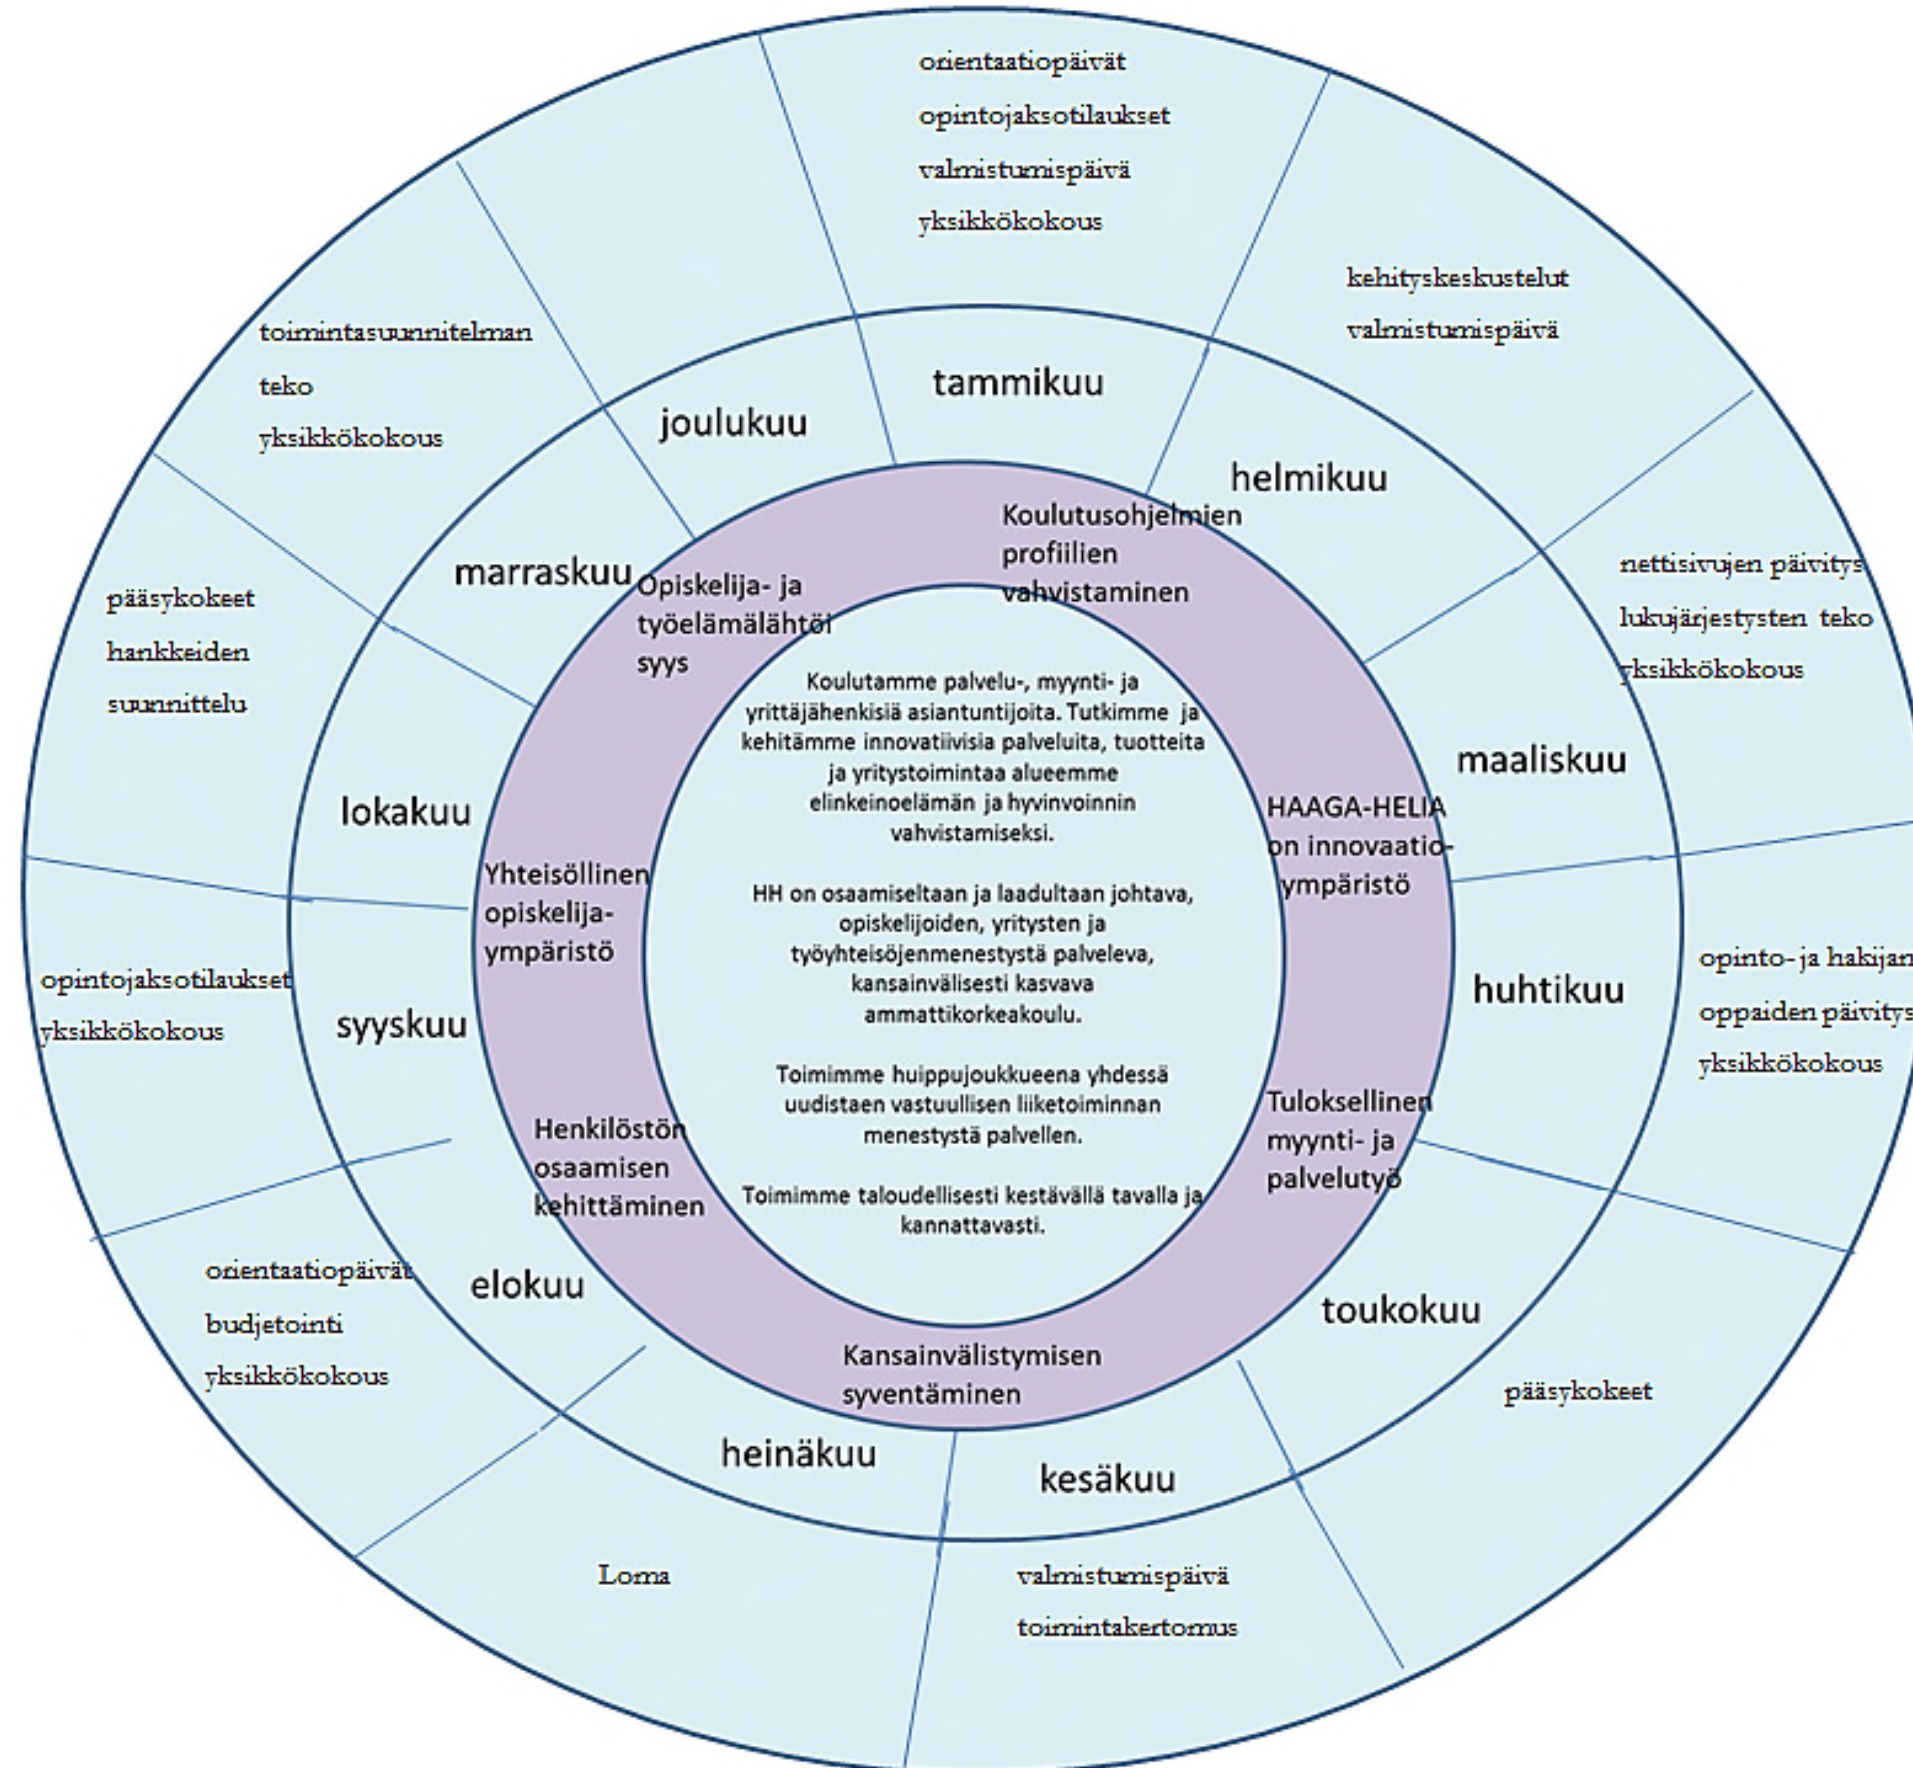 orientaatiopäivät
opintojaksotilaukset
valmistumispäivä
yksikkökokous
kehityskeskustelut
valmistumispäivä
nettisivujen päivitys
lukujärjestysten teko
yksikkökokous
opinto- ja hakijan
oppaiden päivitys
yksikkökokous
pääsykokeet
valmistumispäivä
toimintakertomus
Loma
orientaatiopäivät
budjetointi
yksikkökokous
opintojaksotilaukset
yksikkökokous
pääsykokeet
hankkeiden
suunnittelu
toimintasuunnitelman
teko
yksikkökokous
tammikuu
helmikuu
maaliskuu
huhtikuu
toukokuu
kesäkuu
heinäkuu
elokuu
syyskuu
lokakuu
marraskuu
joulukuu
Koulutusohjelmien
profiilien
vahvistaminen
HAAGA-HELIA
on innovaatio-
ympäristö
Tuloksellinen
myynti- ja
palvelutyö
Kansainvälistymisen
syventäminen
Henkilöstön
osaamisen
kehittäminen
Yhteisöllinen
opiskelija-
ympäristö
Opiskelija- ja
työelämälähtöi
syys
Koulutamme palvelu-, myynti- ja
yrittäjähenkisiä asiantuntijoita. Tutkimme ja
kehitämme innovatiivisia palveluita, tuotteita
ja yritystoimintaa alueemme
elinkeinoelämän ja hyvinvoinnin
vahvistamiseksi.
HH on osaamiseltaan ja laadultaan johtava,
opiskelijoiden, yritysten ja
työyhteisöjenmenestystä palveleva,
kansainvälisesti kasvava
ammattikorkeakoulu.
Toimimme huippujoukkueena yhdessä
uudistaen vastuullisen liiketoiminnan
menestystä palvellen.
Toimimme taloudellisesti kestävällä tavalla ja
kannattavasti.